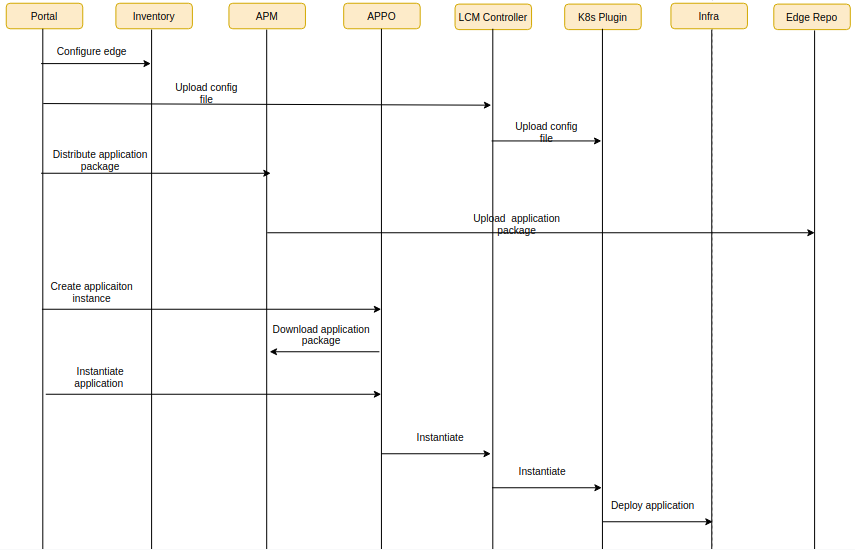 Portal
Inventory
APM
APPO
LCM Controller
K8s Plugin
Infra
Edge Repo
Configure edge
Upload config
file
Upload config
file
Distribute application
package
Upload  application
package
Create applicaiton
instance
Download application
package
Instantiate
application
Instantiate
Instantiate
Deploy application